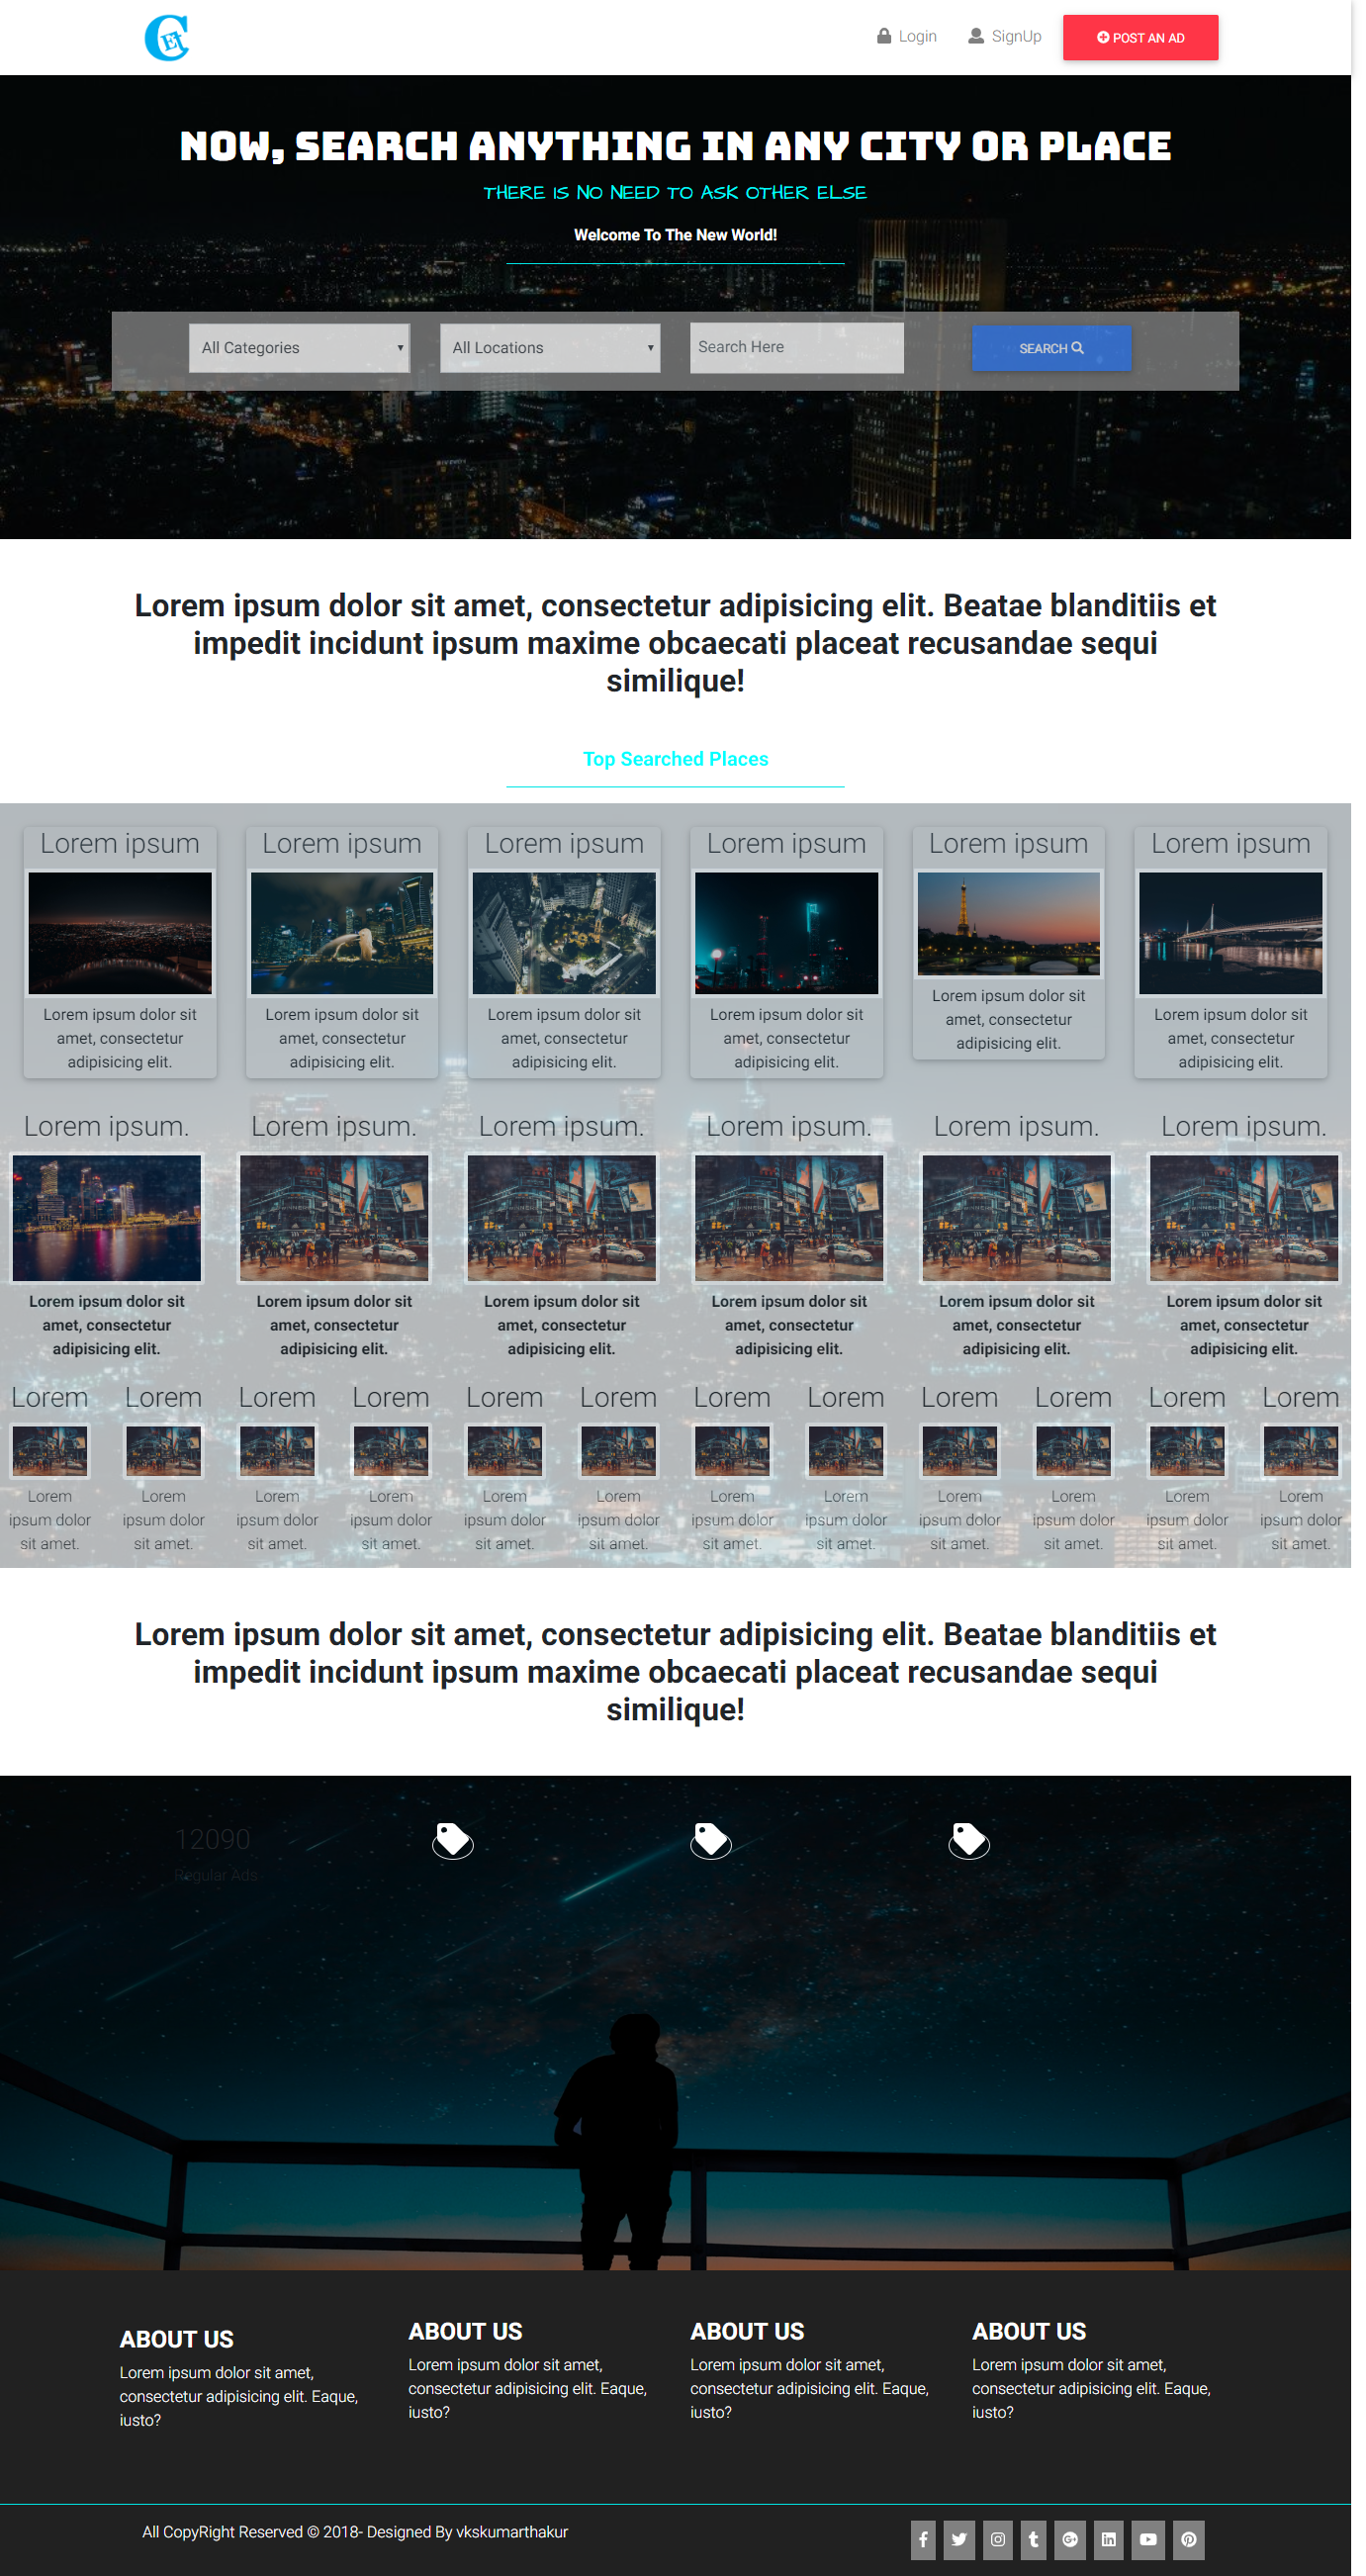 CEt
Login SignUp POST AN AD
NOW, SEARCH ANYTHING IN ANY CITY OR PLACE
THERE IS NO NEED TO ASK OTHER ELSE
Welcome To The New World!
All Categories All Locations Search Here SEARCH
Lorem ipsum dolor sit amet, consectetur adipisicing elit. Beatae blanditiis et
impedit incidunt ipsum maxime obcaecati placeat recusandae sequi
similique!
Top Searched Places
Lorem ipsum Lorem ipsum Lorem ipsum Lorem ipsum Lorem ipsum Lorem ipsum
Lorem ipsum dolor sit Lorem ipsum dolor sit Lorem ipsum dolor sit Lorem ipsum dolor sit Lorem ipsum dolor sit Lorem ipsum dolor sit
amet, consectetur amet, consectetur amet, consectetur amet, consectetur amet, consectetur amet, consectetur
adipisicing elit. adipisicing elit. adipisicing elit. adipisicing elit. adipisicing elit. adipisicing elit.
Lorem ipsum. Lorem ipsum. Lorem ipsum. Lorem ipsum. Lorem ipsum. Lorem ipsum.
Lorem ipsum dolor sit Lorem ipsum dolor sit Lorem ipsum dolor sit Lorem ipsum dolor sit Lorem ipsum dolor sit Lorem ipsum dolor sit
amet, consectetur amet, consectetur amet, consectetur amet, consectetur amet, consectetur amet, consectetur
adipisicing elit. adipisicing elit. adipisicing elit. adipisicing elit. adipisicing elit. adipisicing elit.
Lorem Lorem Lorem Lorem Lorem Lorem Lorem Lorem Lorem Lorem Lorem Lorem
Lorem Lorem Lorem Lorem Lorem Lorem Lorem Lorem Lorem Lorem Lorem Lorem
ipsum dolor ipsum dolor ipsum dolor ipsum dolor ipsum dolor ipsum dolor ipsum dolor ipsum dolor ipsum dolor ipsum dolor ipsum dolor ipsum dolor
sit amet. sit amet. sit amet. sit amet. sit amet. sit amet. sit amet. sit amet. sit amet. sit amet. sit amet. sit amet.
Lorem ipsum dolor sit amet, consectetur adipisicing elit. Beatae blanditiis et
impedit incidunt ipsum maxime obcaecati placeat recusandae sequi
similique!
12090
Regular Ads
ABOUT US ABOUT US ABOUT US ABOUT US
Lorem ipsum dolor sit amet, Lorem ipsum dolor sit amet, Lorem ipsum dolor sit amet, Lorem ipsum dolor sit amet,
consectetur adipisicing elit. Eaque, consectetur adipisicing elit. Eaque, consectetur adipisicing elit. Eaque, consectetur adipisicing elit. Eaque,
iusto? iusto? iusto? iusto?
All CopyRight Reserved © 2018- Designed By vkskumarthakur